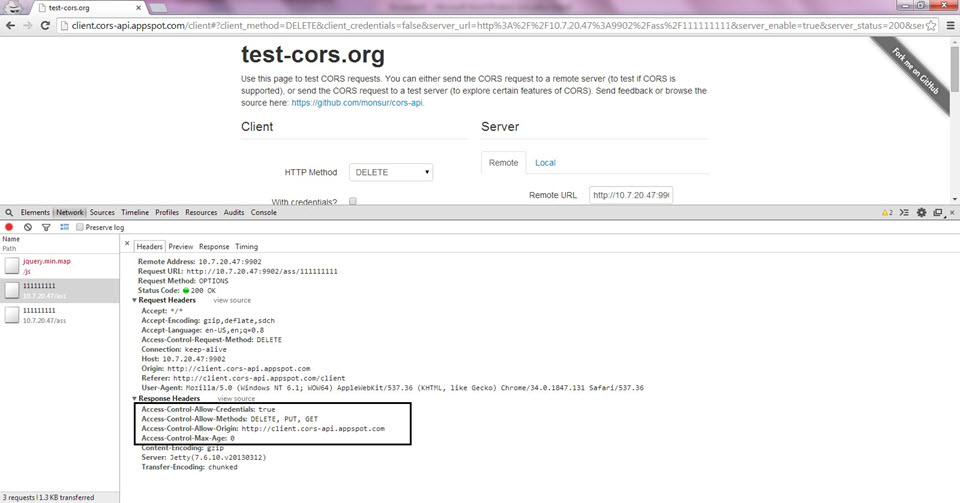 test-cors.org
client.cors-api.appspot.com/client#?client_method=DELETE&client_credentials=false&server_url=http%3A%2F%2F10.7.20.47%3A9902%2Fass%2F111111111&server_enable=true&server_status=200&ser
test-cors.org
Use this page to test CORS requests. You can either send the CORS request to a remote server (to test if CORS is
supported), or send the CORS request to a test server (to explore certain features of CORS). Send feedback or browse the
source here: https://github.com/monsur/cors-api.
Fork me on GitHub
Client
Server
Remote Local
HTTP Method DELETE
Remote URL http://10.7.20.47:990
With credentials?
Elements Network Sources Timeline Profiles Resources Audits Console
2
Preserve log
Name
Path
jquery.min.map
/js
111111111
10.7.20.47/ass
111111111
10.7.20.47/ass
3 requests | 1.3 KB transferred
Headers Preview Response Timing
Remote Address: 10.7.20.47:9902
Request URL: http://10.7.20.47:9902/ass/111111111
Request Method: OPTIONS
Status Code: 200 OK
Request Headers view source
Accept: */*
Accept-Encoding: gzip,deflate,sdch
Accept-Language: en-US,en;q=0.8
Access-Control-Request-Method: DELETE
Connection: keep-alive
Host: 10.7.20.47:9902
Origin: http://client.cors-api.appspot.com
Referer: http://client.cors-api.appspot.com/client
User-Agent: Mozilla/5.0 (Windows NT 6.1; WOW64) AppleWebKit/537.36 (KHTML, like Gecko) Chrome/34.0.1847.131 Safari/537.36
Response Headers view source
Access-Control-Allow-Credentials: true
Access-Control-Allow-Methods: DELETE, PUT, GET
Access-Control-Allow-Origin: http://client.cors-api.appspot.com
Access-Control-Max-Age: 0
Content-Encoding: gzip
Server: Jetty(7.6.10.v20130312)
Transfer-Encoding: chunked